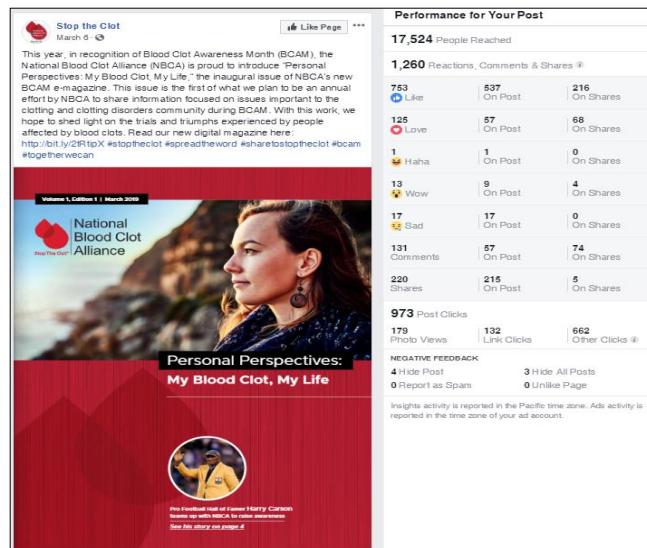 Stop the Clot
March 6
Like Page
This year, in recognition of Blood Clot Awareness Month (BCAM), the
National Blood Clot Alliance (NBCA) is proud to introduce "Personal
Perspectives: My Blood Clot, My Life," the inaugural issue of NBCA's new
BCAM e-magazine. This issue is the first of what we plan to be an annual
effort by NBCA to share information focused on issues important to the
clotting and clotting disorders community during BCAM. With this work, we
hope to shed light on the trials and triumphs experienced by people
affected by blood clots. Read our new digital magazine here:
http://bit.ly/2tRtipX #stoptheclot #spreadtheword #sharetostoptheclot #bcam
#togetherwecan
Volume 1, Edition 1 | March 2019
National
Blood Clot
Alliance
Stop The Clot®
Personal Perspectives:
My Blood Clot, My Life
Pro Football Hall of Famer Harry Carson
teams up with NBCA to raise awareness
See his story on page 4
Performance for Your Post
17,524 People Reached
1,260 Reactions, Comments & Shares
753 537 216
Like On Post On Shares
125 57 68
Love On Post On Shares
1 1 0
Haha On Post On Shares
13 9 4
Wow On Post On Shares
17 17 0
Sad On Post On Shares
131 57 74
Comments On Post On Shares
220 215 5
Shares On Post On Shares
973 Post Clicks
179 132 662
Photo Views Link Clicks Other Clicks
NEGATIVE FEEDBACK
4 Hide Post 3 Hide All Posts
0 Report as Spam 0 Unlike Page
Insights activity is reported in the Pacific time zone. Ads activity is
reported in the time zone of your ad account.